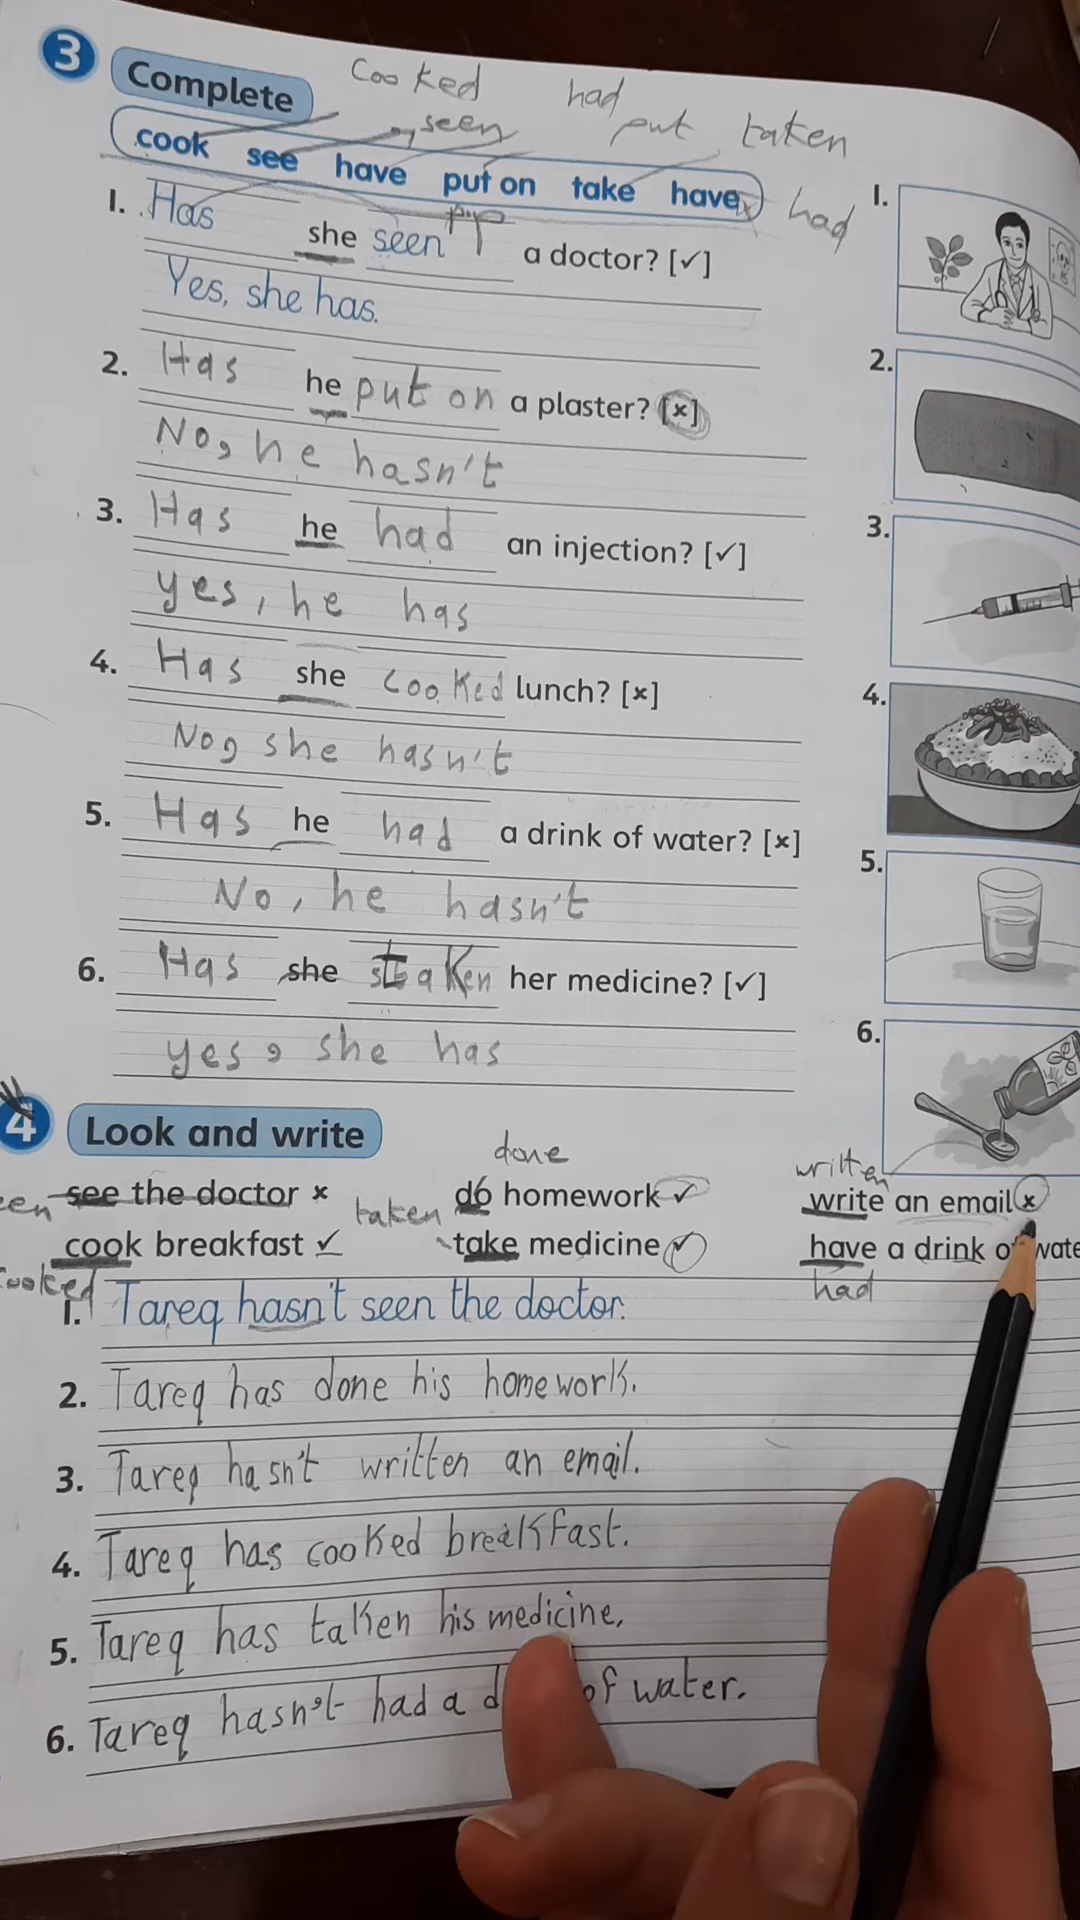 3 Complete
cooked had
seen put taken
cook see have put on take have had
1. Has she seen a doctor? [✓]
Yes, she has.
2. Has he put on a plaster? [×]
No, he hasn't
3. Has he had an injection? [✓]
yes, he has
4. Has she cooked lunch? [×]
No, she hasn't
5. Has he had a drink of water? [×]
No, he hasn't
6. Has she taken her medicine? [✓]
yes, she has
1.
2.
3.
4.
5.
6.
4 Look and write
done written
see the doctor × do homework ✓ write an email ×
taken
cook breakfast ✓ take medicine ✓ have a drink
cooked had
1. Tareq hasn't seen the doctor.
2. Tareq has done his homework.
3. Tareq hasn't written an email.
4. Tareq has cooked breakfast.
5. Tareq has taken his medicine.
6. Tareq hasn't had a of water.